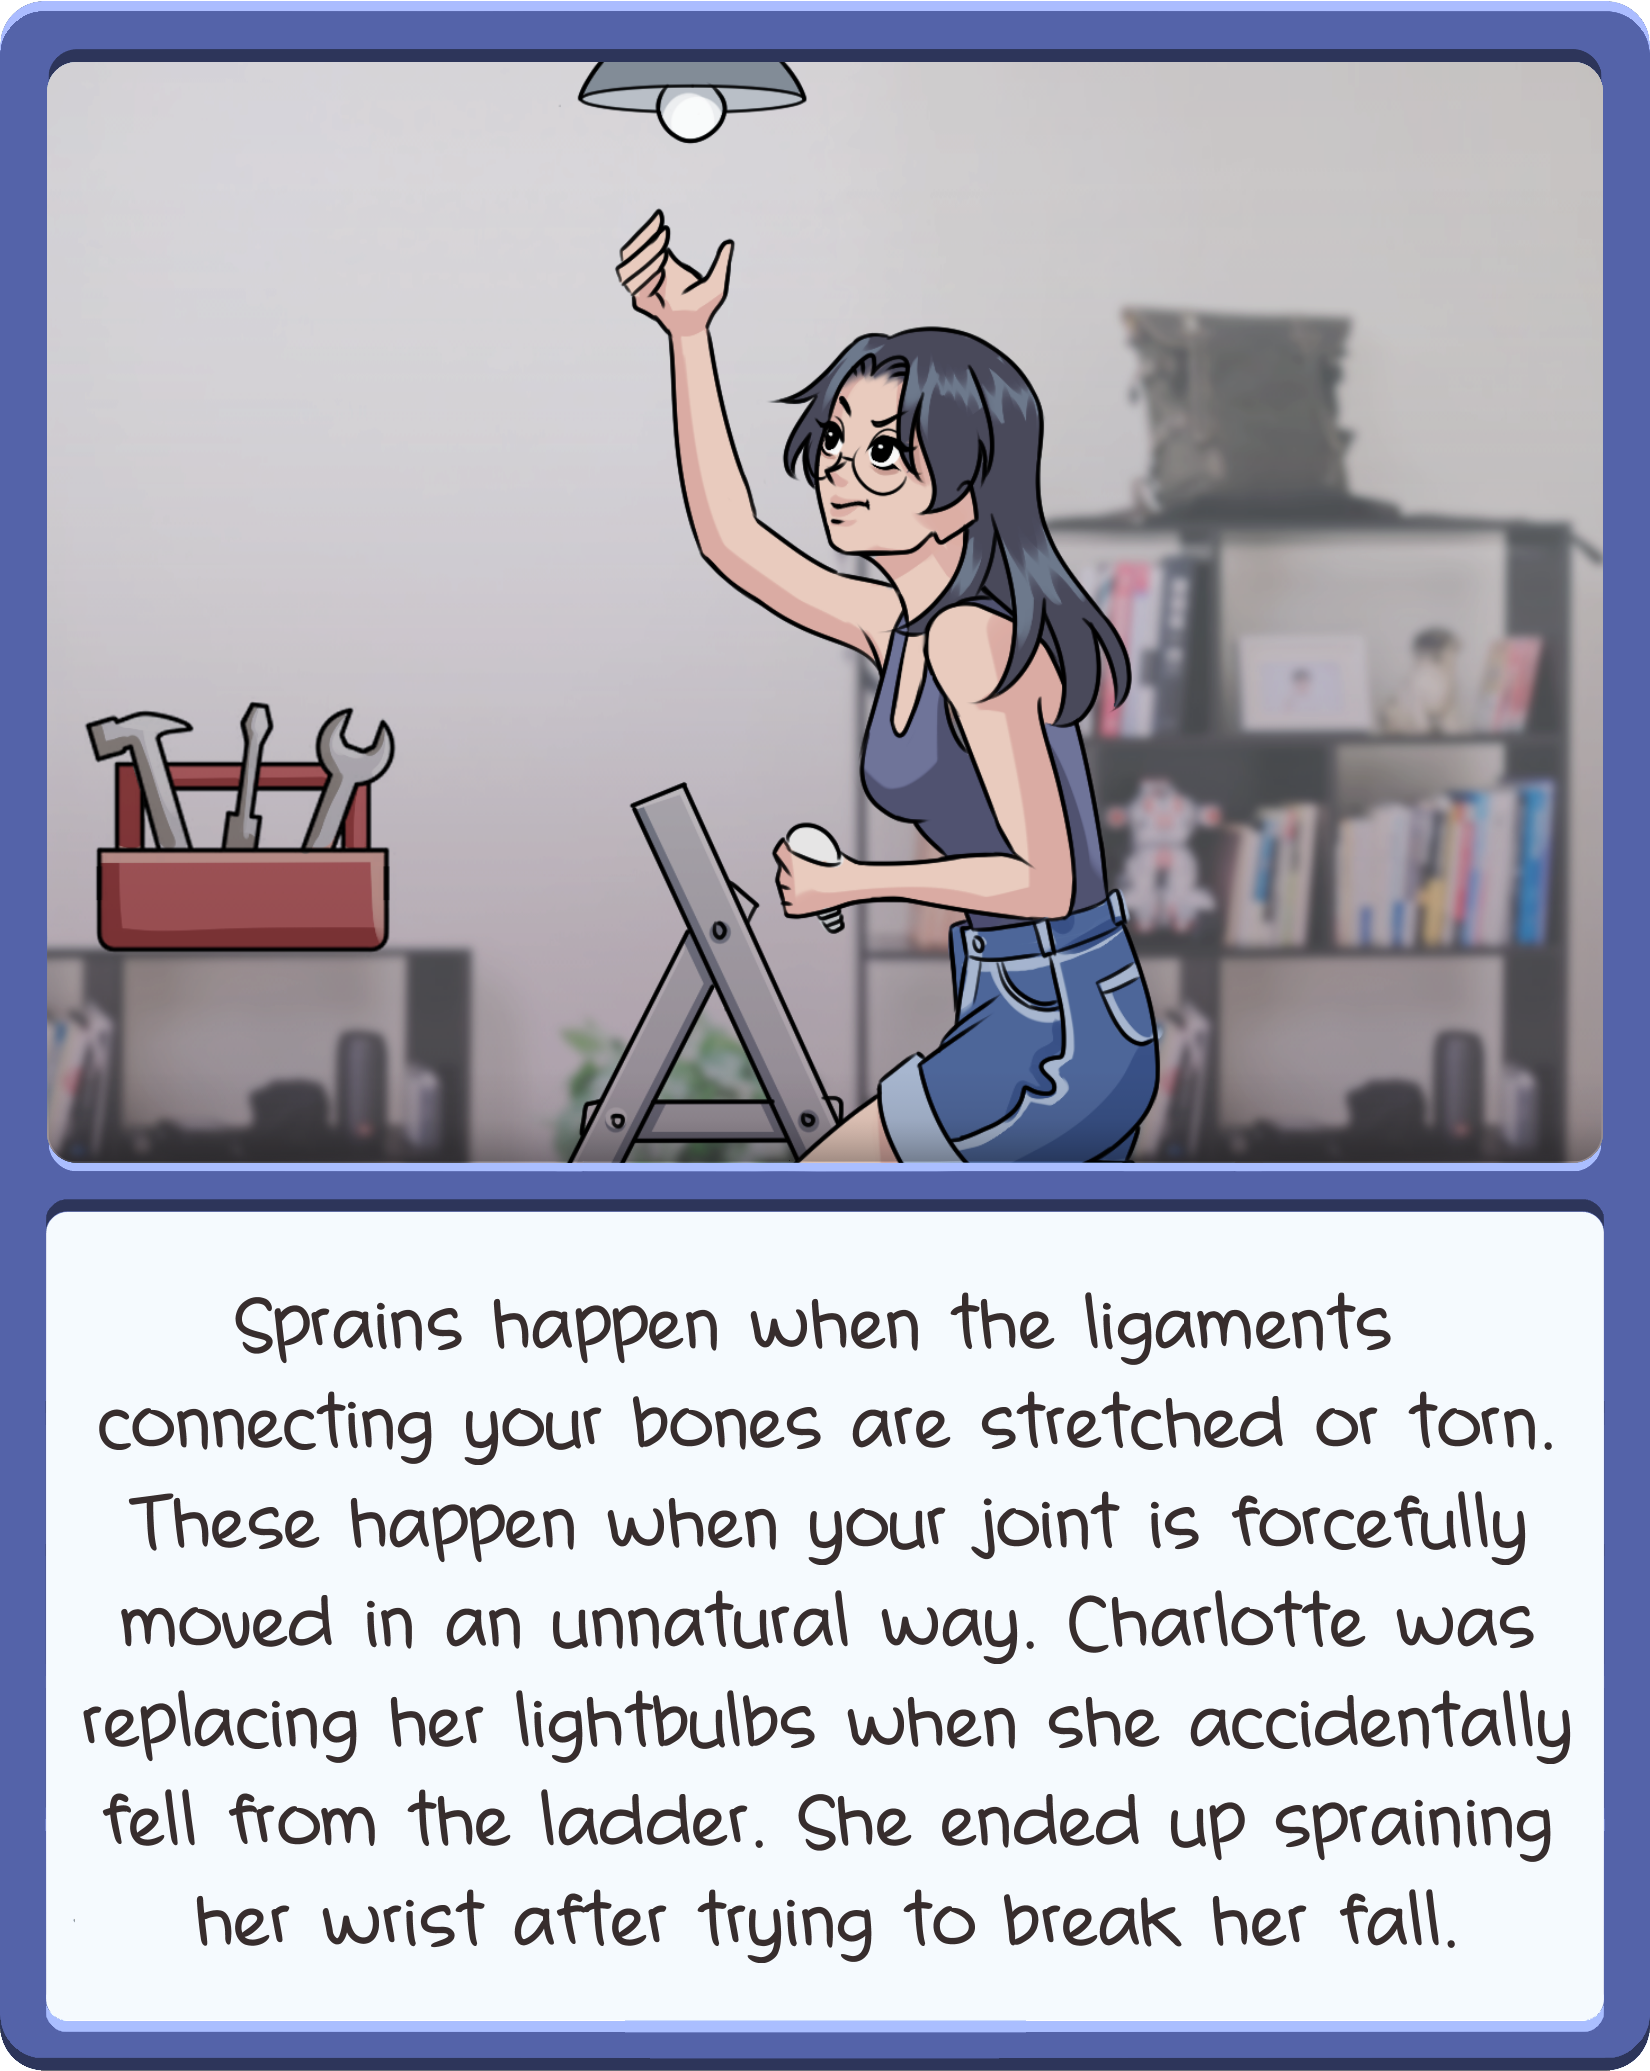 Sprains happen when the ligaments
connecting your bones are stretched or torn.
These happen when your joint is forcefully
moved in an unnatural way. Charlotte was
replacing her lightbulbs when she accidentally
fell from the ladder. She ended up spraining
her wrist after trying to break her fall.